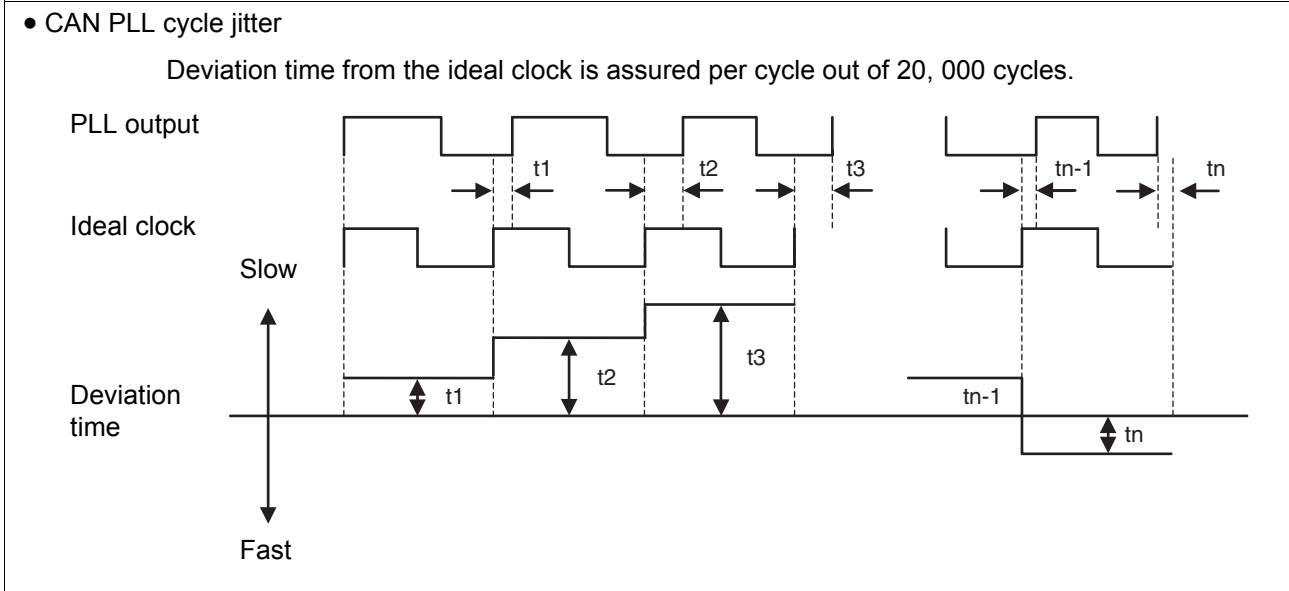 • CAN PLL cycle jitter
Deviation time from the ideal clock is assured per cycle out of 20, 000 cycles.
PLL output
t1
t2
t3
tn-1
tn
Ideal clock
Slow
t1
t2
t3
tn-1
tn
Deviation
time
Fast